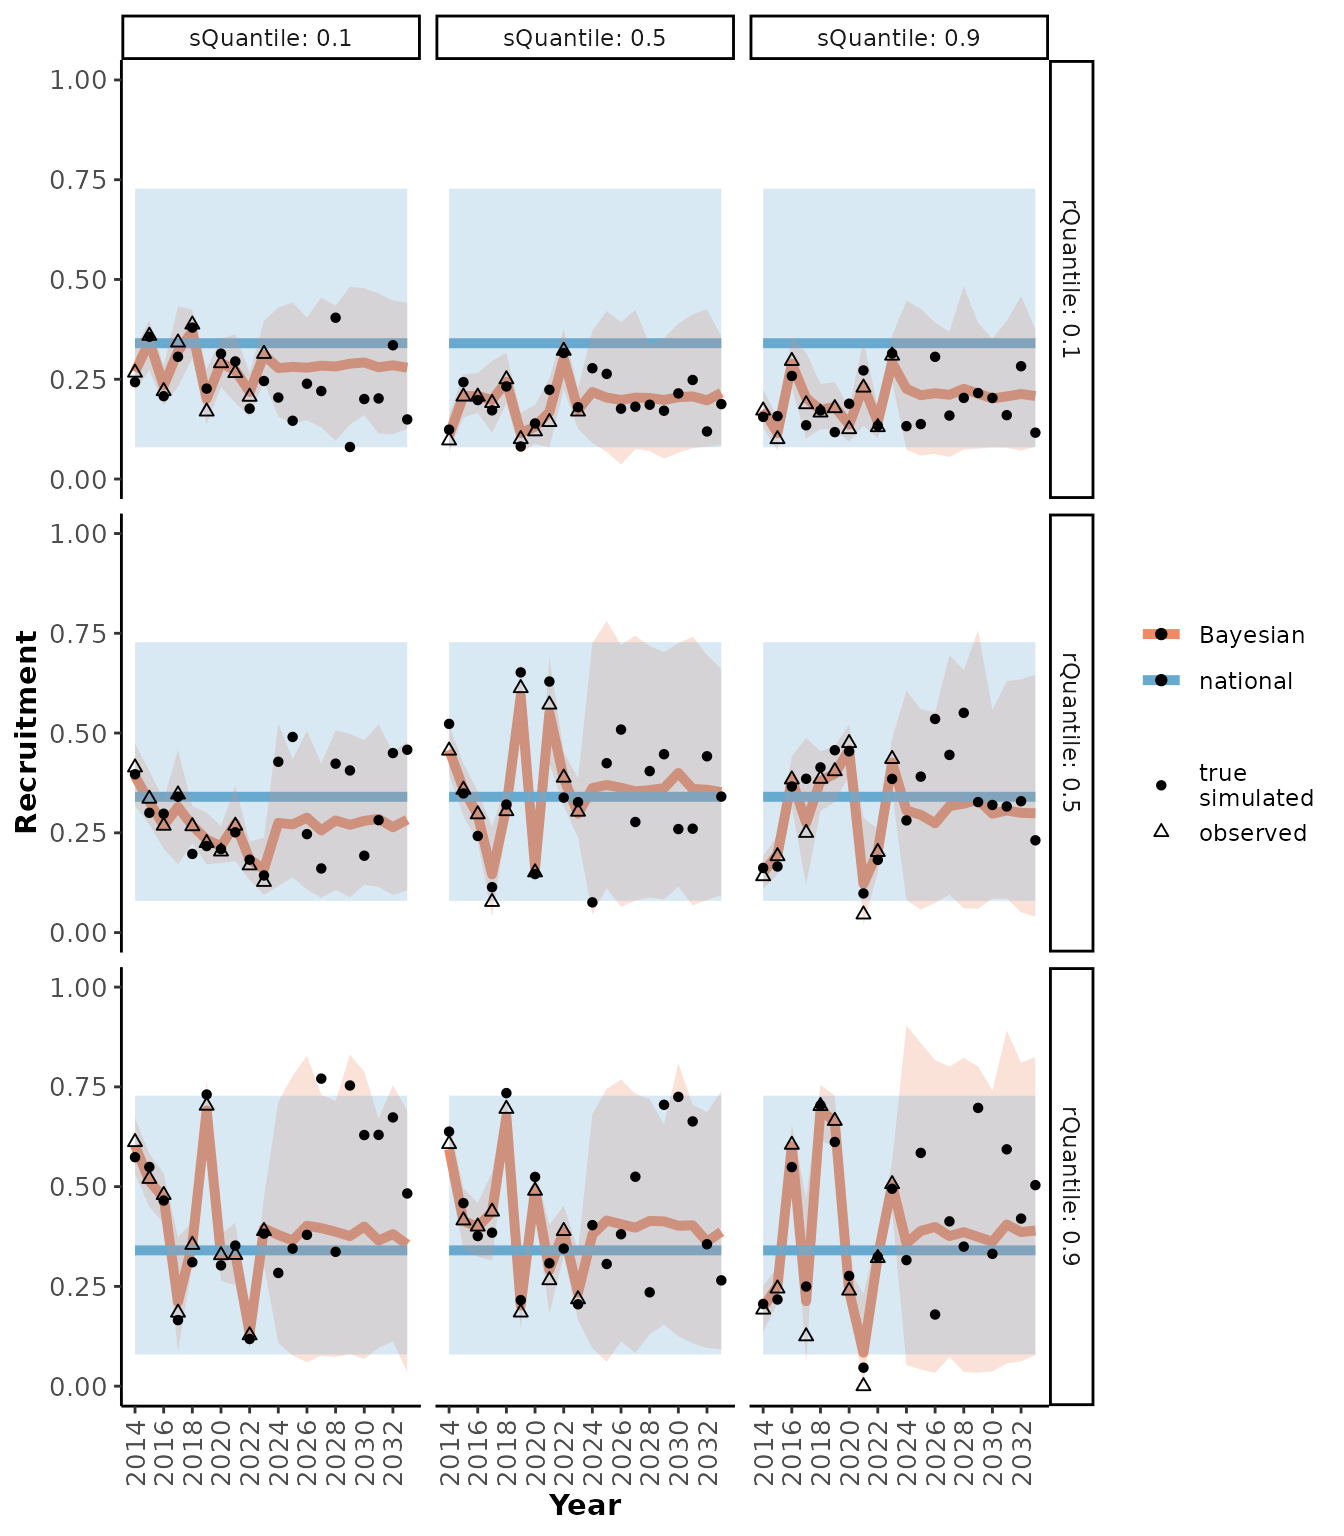 sQuantile: 0.1
sQuantile: 0.5
sQuantile: 0.9
1.00
0.75
0.50
0.25
0.00
rQuantile: 0.1
1.00
0.75
0.50
0.25
0.00
rQuantile: 0.5
1.00
0.75
0.50
0.25
0.00
rQuantile: 0.9
Recruitment
2014 2016 2018 2020 2022 2024 2026 2028 2030 2032
2014 2016 2018 2020 2022 2024 2026 2028 2030 2032
2014 2016 2018 2020 2022 2024 2026 2028 2030 2032
Year
Bayesian
national
true
simulated
observed